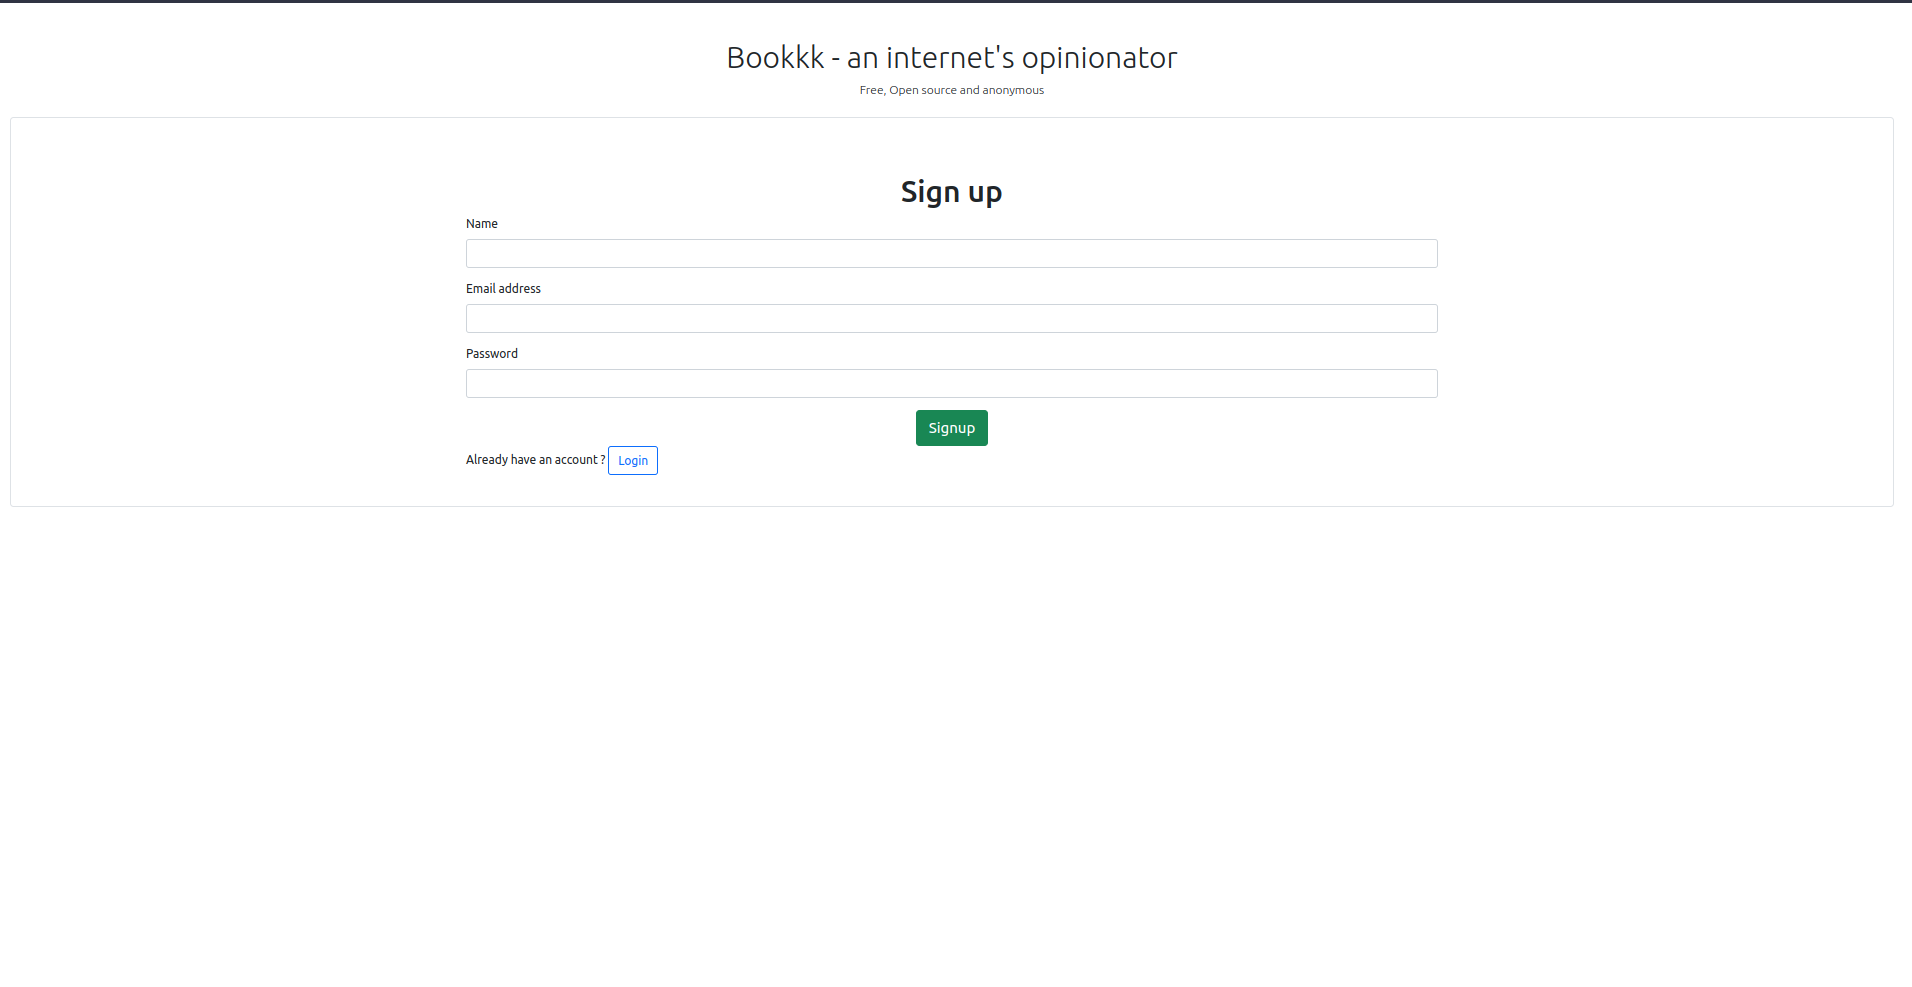 Bookkk - an internet's opinionator
Free, Open source and anonymous
Sign up
Name
Email address
Password
Signup
Already have an account ? Login